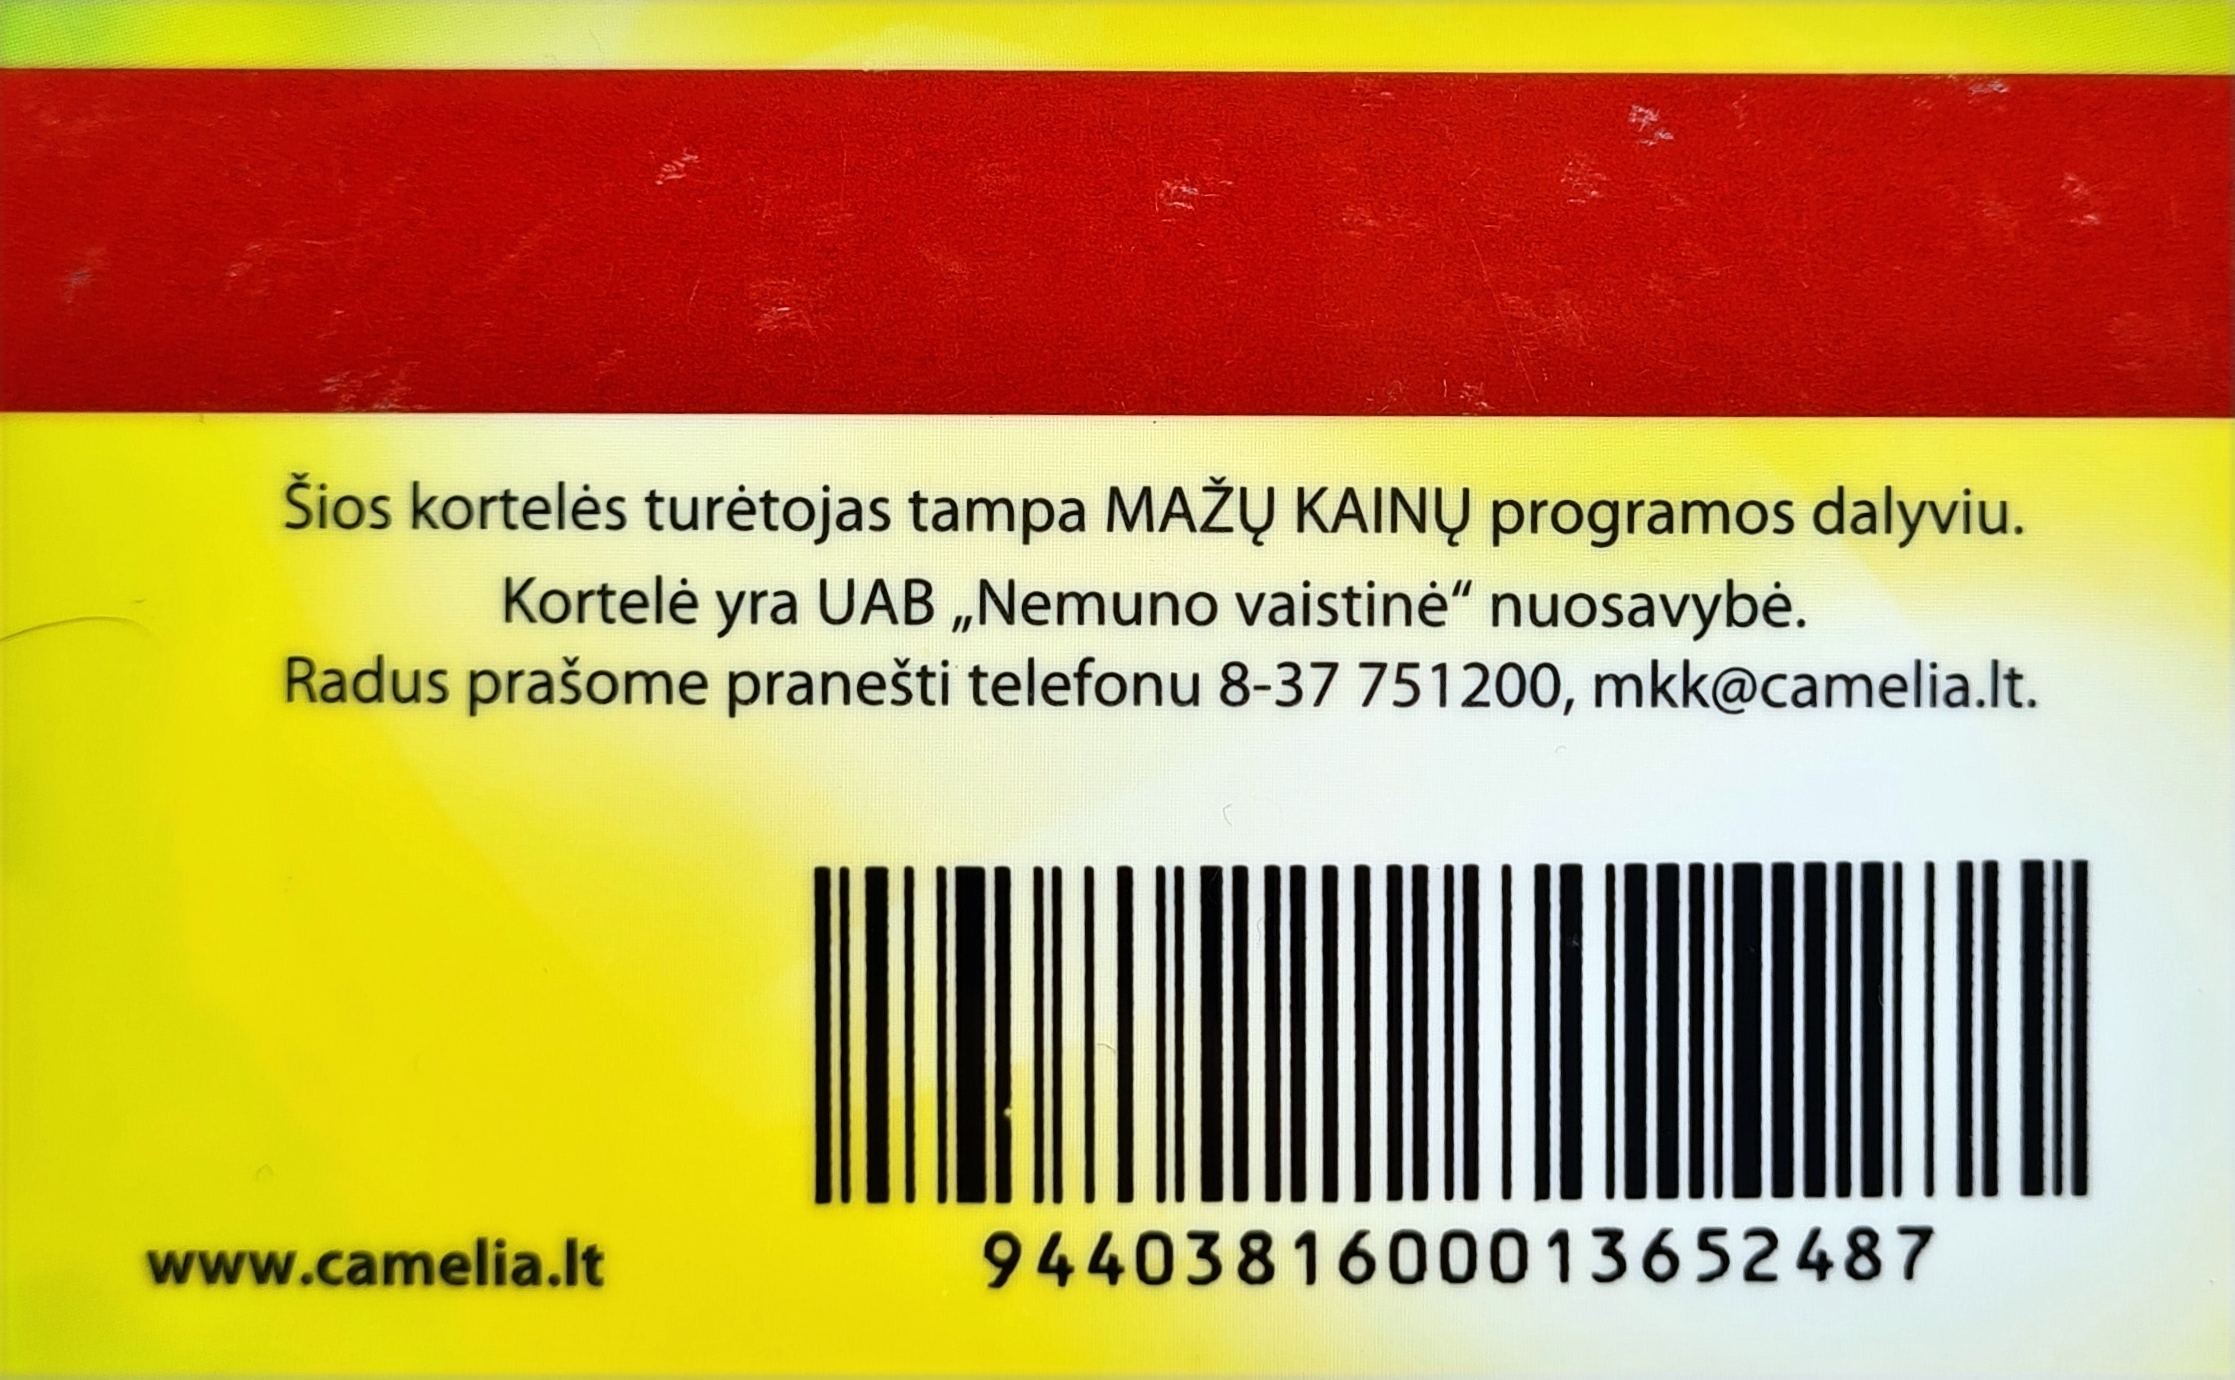 Šios kortelės turėtojas tampa MAŽŲ KAINŲ programos dalyviu.
Kortelė yra UAB „Nemuno vaistinė“ nuosavybė.
Radus prašome pranešti telefonu 8-37 751200, mkk@camelia.lt.
www.camelia.lt
9440381600013652487